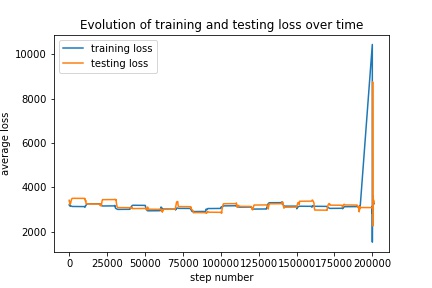 Evolution of training and testing loss over time
training loss
testing loss
average loss
10000
8000
6000
4000
2000
0 25000 50000 75000 100000 125000 150000 175000 200000
step number